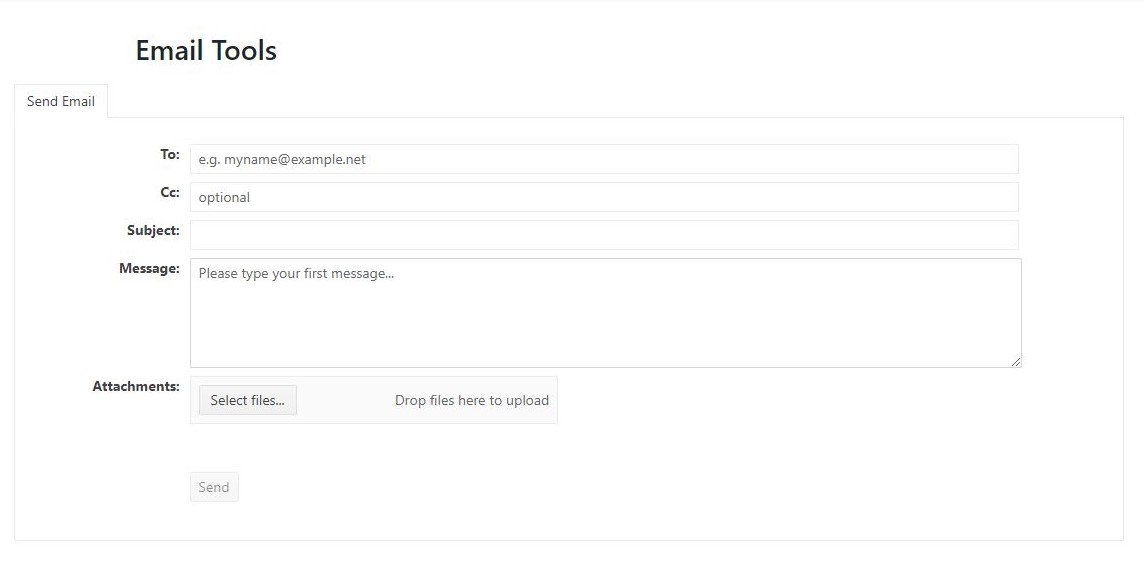 Email Tools
Send Email
To: e.g. myname@example.net
Cc: optional
Subject:
Message: Please type your first message...
Attachments: Select files... Drop files here to upload
Send